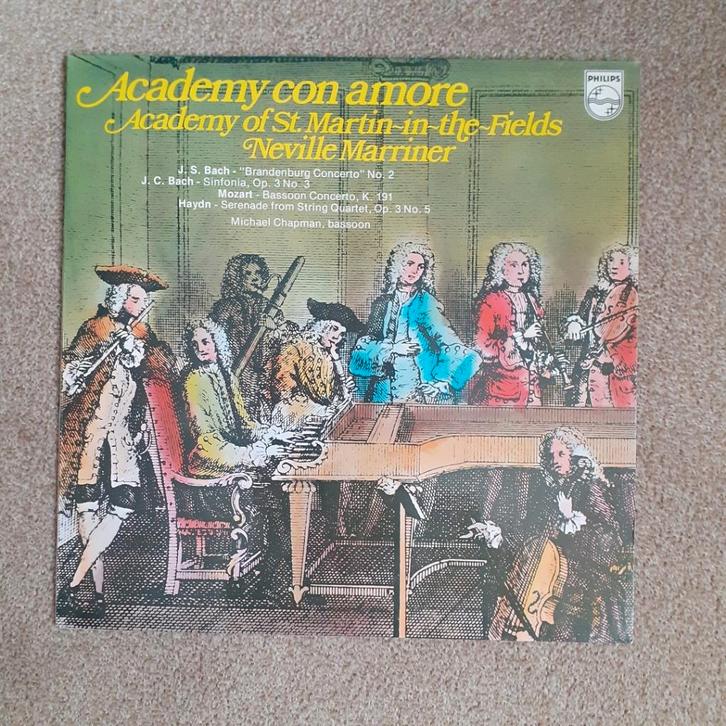 Academy con amore
Academy of St. Martin-in-the-Fields
Neville Marriner
J. S. Bach - "Brandenburg Concerto" No. 2
J. C. Bach - Sinfonia, Op. 3 No. 3
Mozart - Bassoon Concerto, K. 191
Haydn - Serenade from String Quartet, Op. 3 No. 5
Michael Chapman, bassoon
PHILIPS